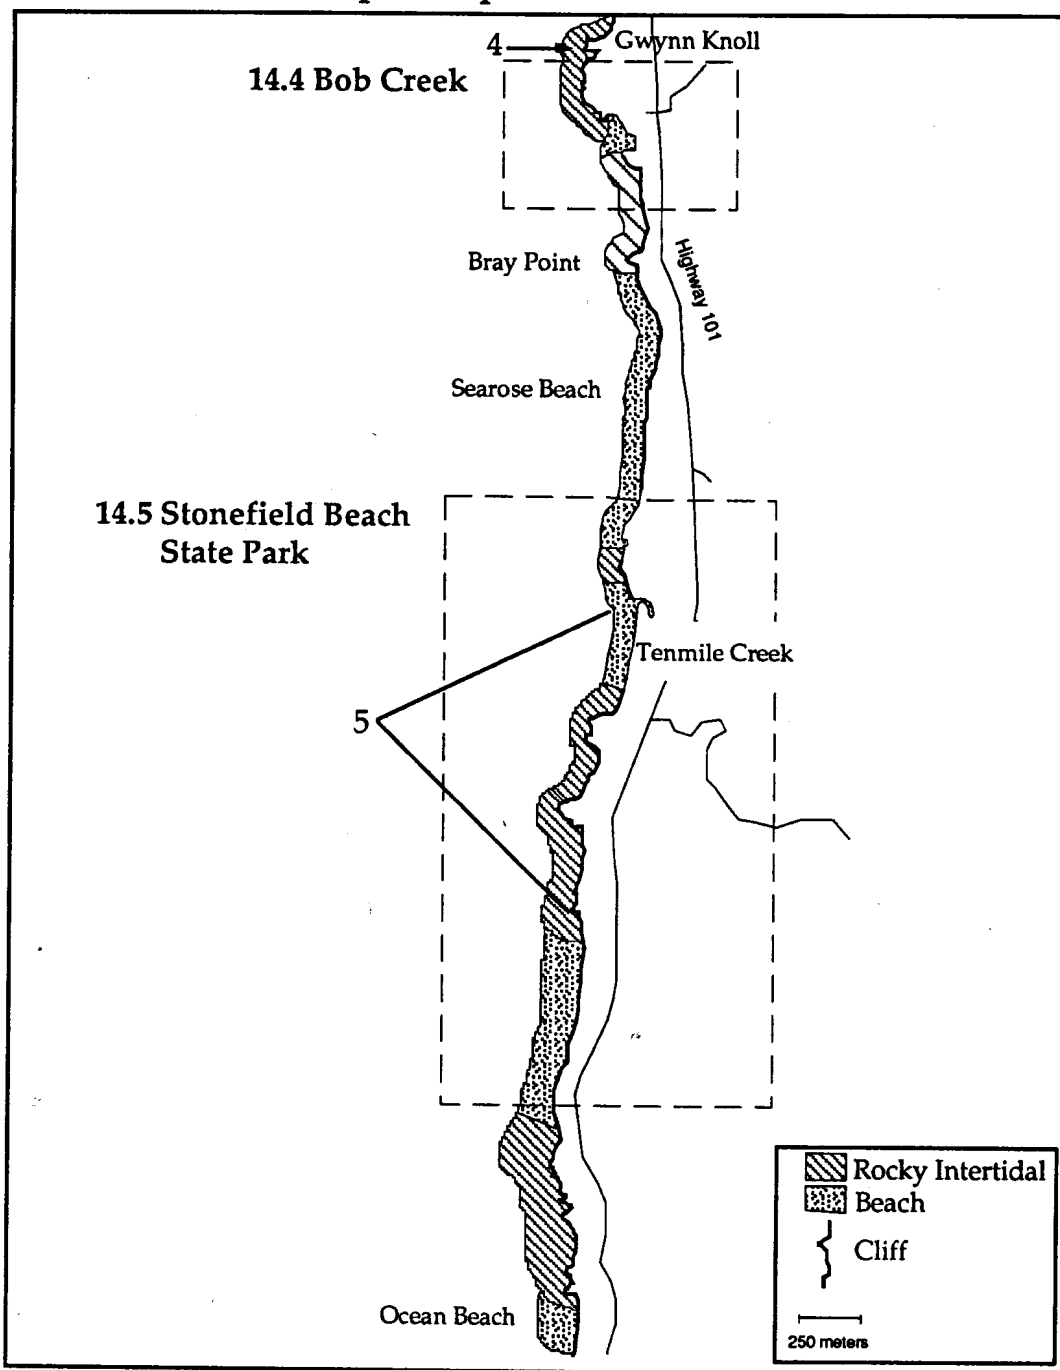 4
Gwynn Knoll
14.4 Bob Creek
Bray Point
Highway 101
Searose Beach
14.5 Stonefield Beach
State Park
Tenmile Creek
5
Ocean Beach
Rocky Intertidal
Beach
Cliff
250 meters